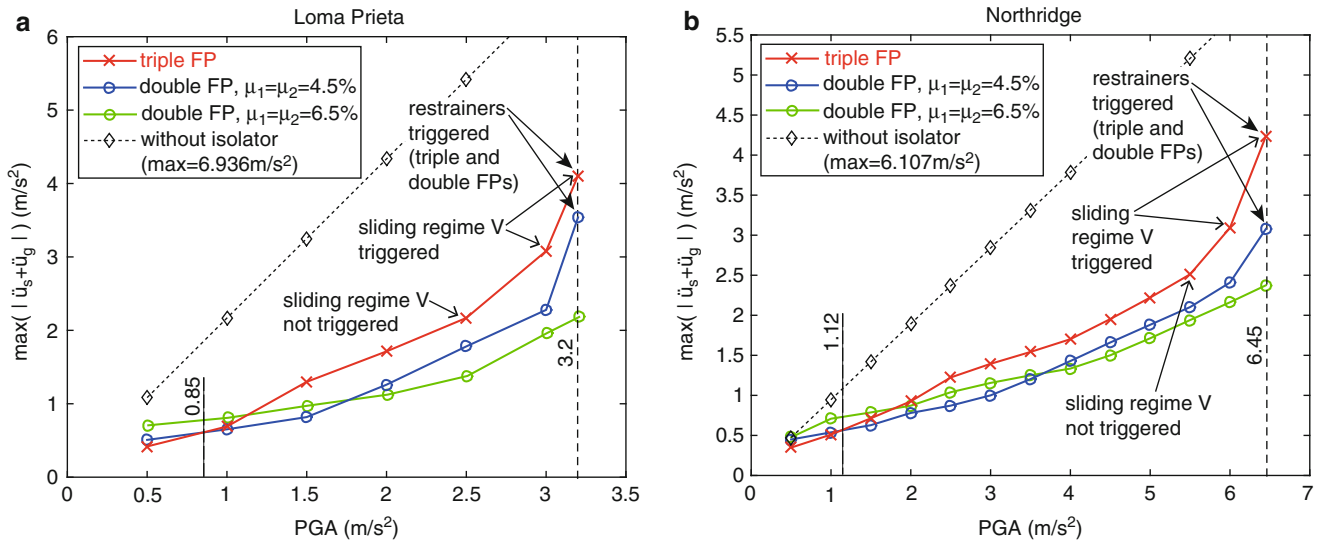 a
Loma Prieta
6
5
4
3
2
1
0
max( | üₛ+ü_g | ) (m/s²)
triple FP
double FP, μ₁=μ₂=4.5%
double FP, μ₁=μ₂=6.5%
without isolator
(max=6.936m/s²)
restrainers
triggered
(triple and
double FPs)
sliding regime V
triggered
sliding regime V
not triggered
0.85
3.2
0
0.5
1
1.5
2
2.5
3
3.5
PGA (m/s²)
b
Northridge
5.5
5
4.5
4
3.5
3
2.5
2
1.5
1
0.5
0
max( | üₛ+ü_g | ) (m/s²)
triple FP
double FP, μ₁=μ₂=4.5%
double FP, μ₁=μ₂=6.5%
without isolator
(max=6.107m/s²)
restrainers
triggered
(triple and
double FPs)
sliding
regime V
triggered
sliding regime V
not triggered
1.12
6.45
0
1
2
3
4
5
6
7
PGA (m/s²)